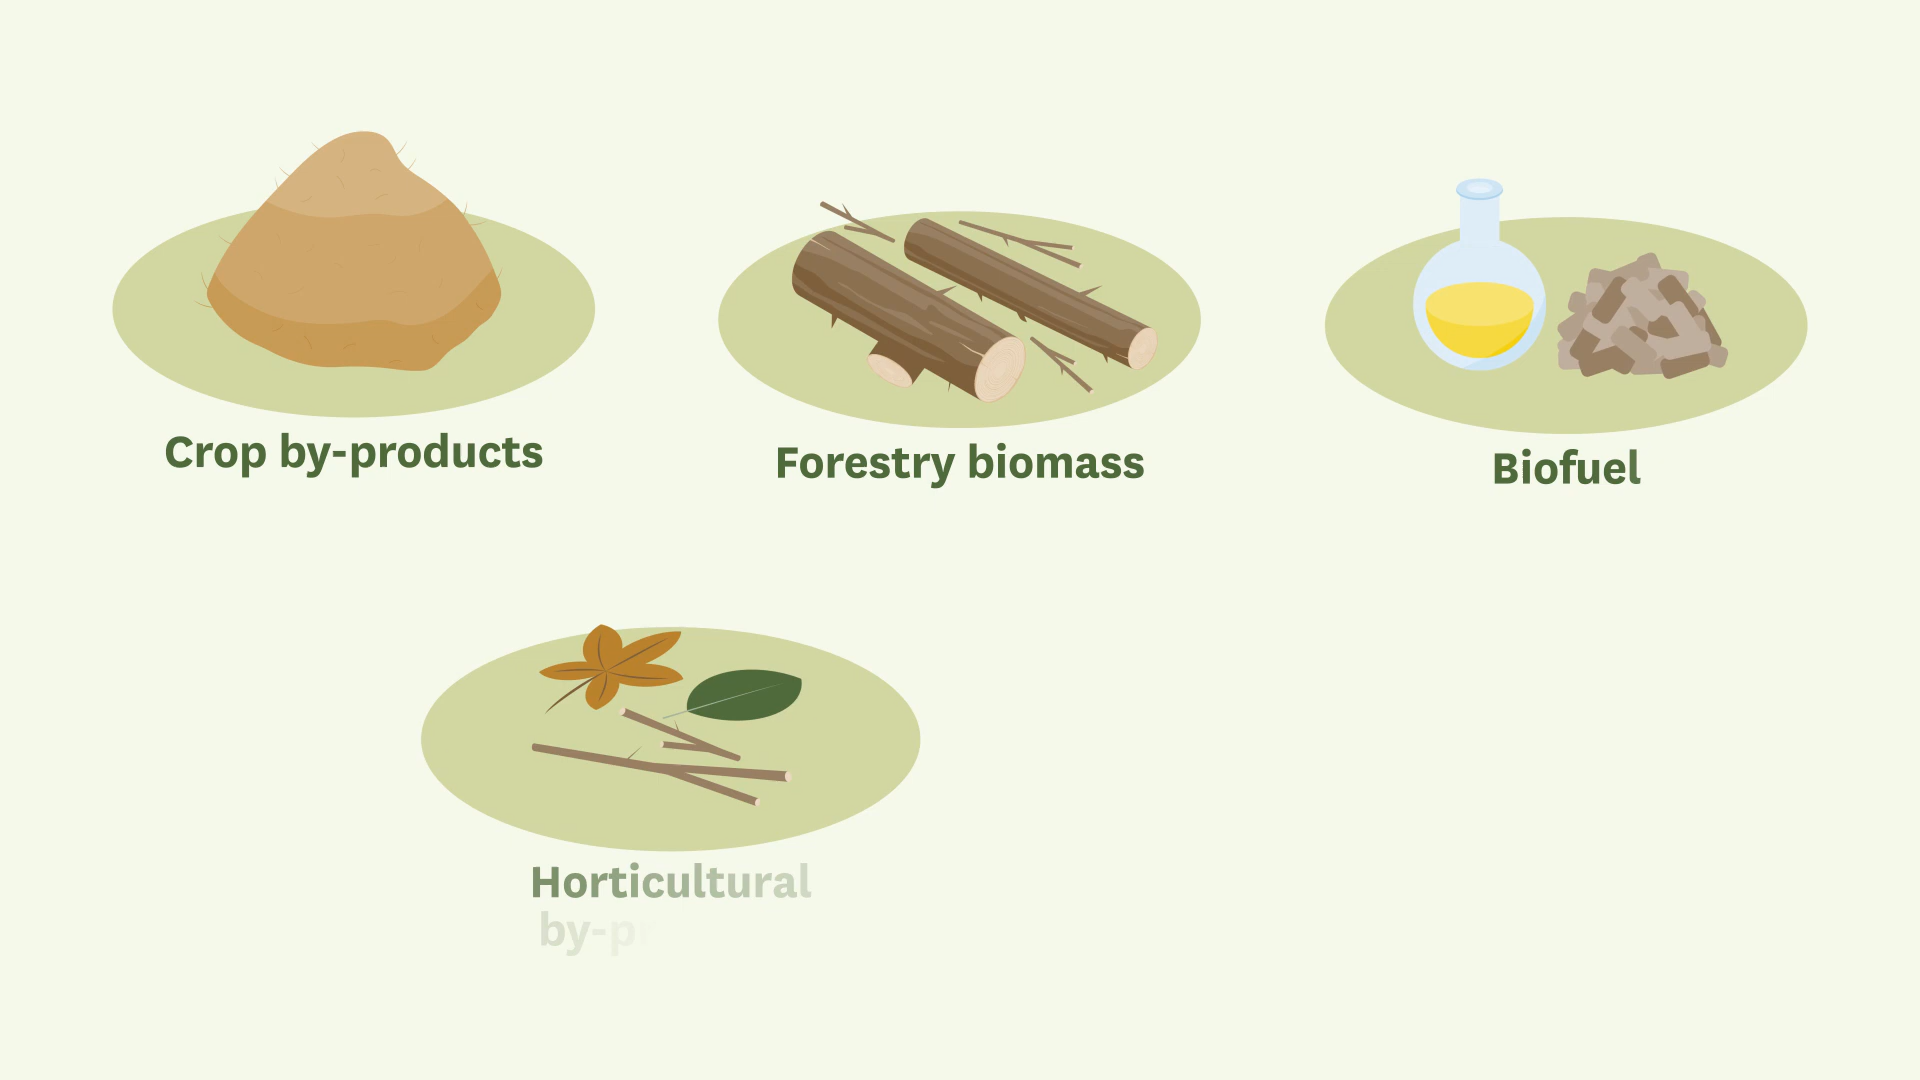 Crop by-products
Forestry biomass
Biofuel
Horticultural
by-p